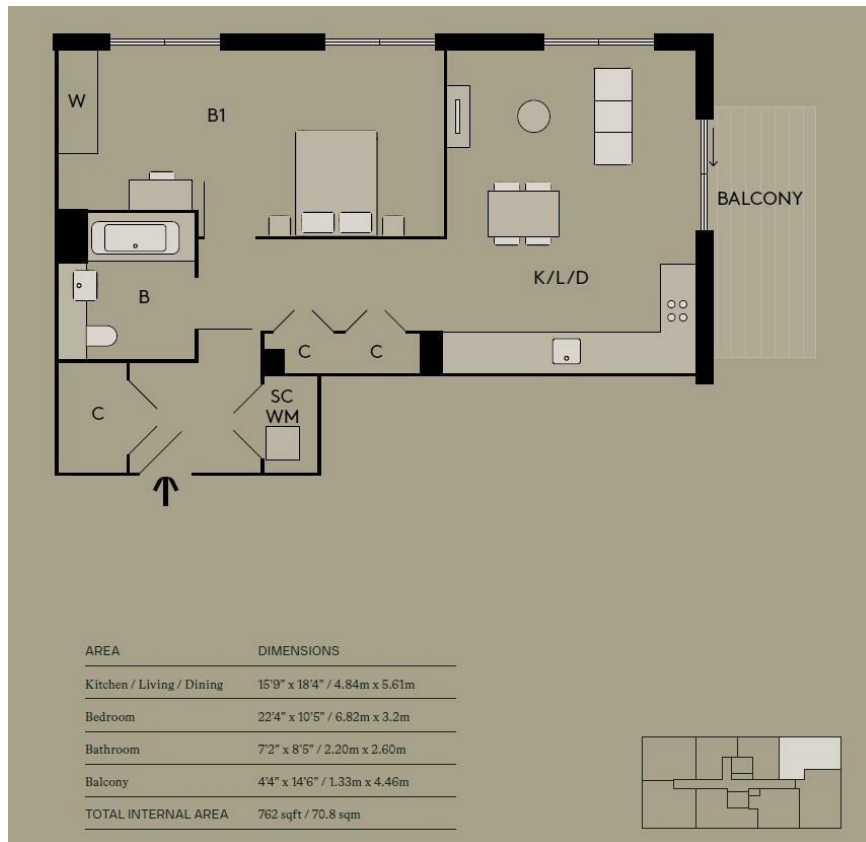 W
B1
BALCONY
K/L/D
B
C
C
SC
WM
C
AREA DIMENSIONS
Kitchen / Living / Dining 15’9” x 18’4” / 4.84m x 5.61m
Bedroom 22’4” x 10’5” / 6.82m x 3.2m
Bathroom 7’2” x 8’5” / 2.20m x 2.60m
Balcony 4’4” x 14’6” / 1.33m x 4.46m
TOTAL INTERNAL AREA 762 sqft / 70.8 sqm